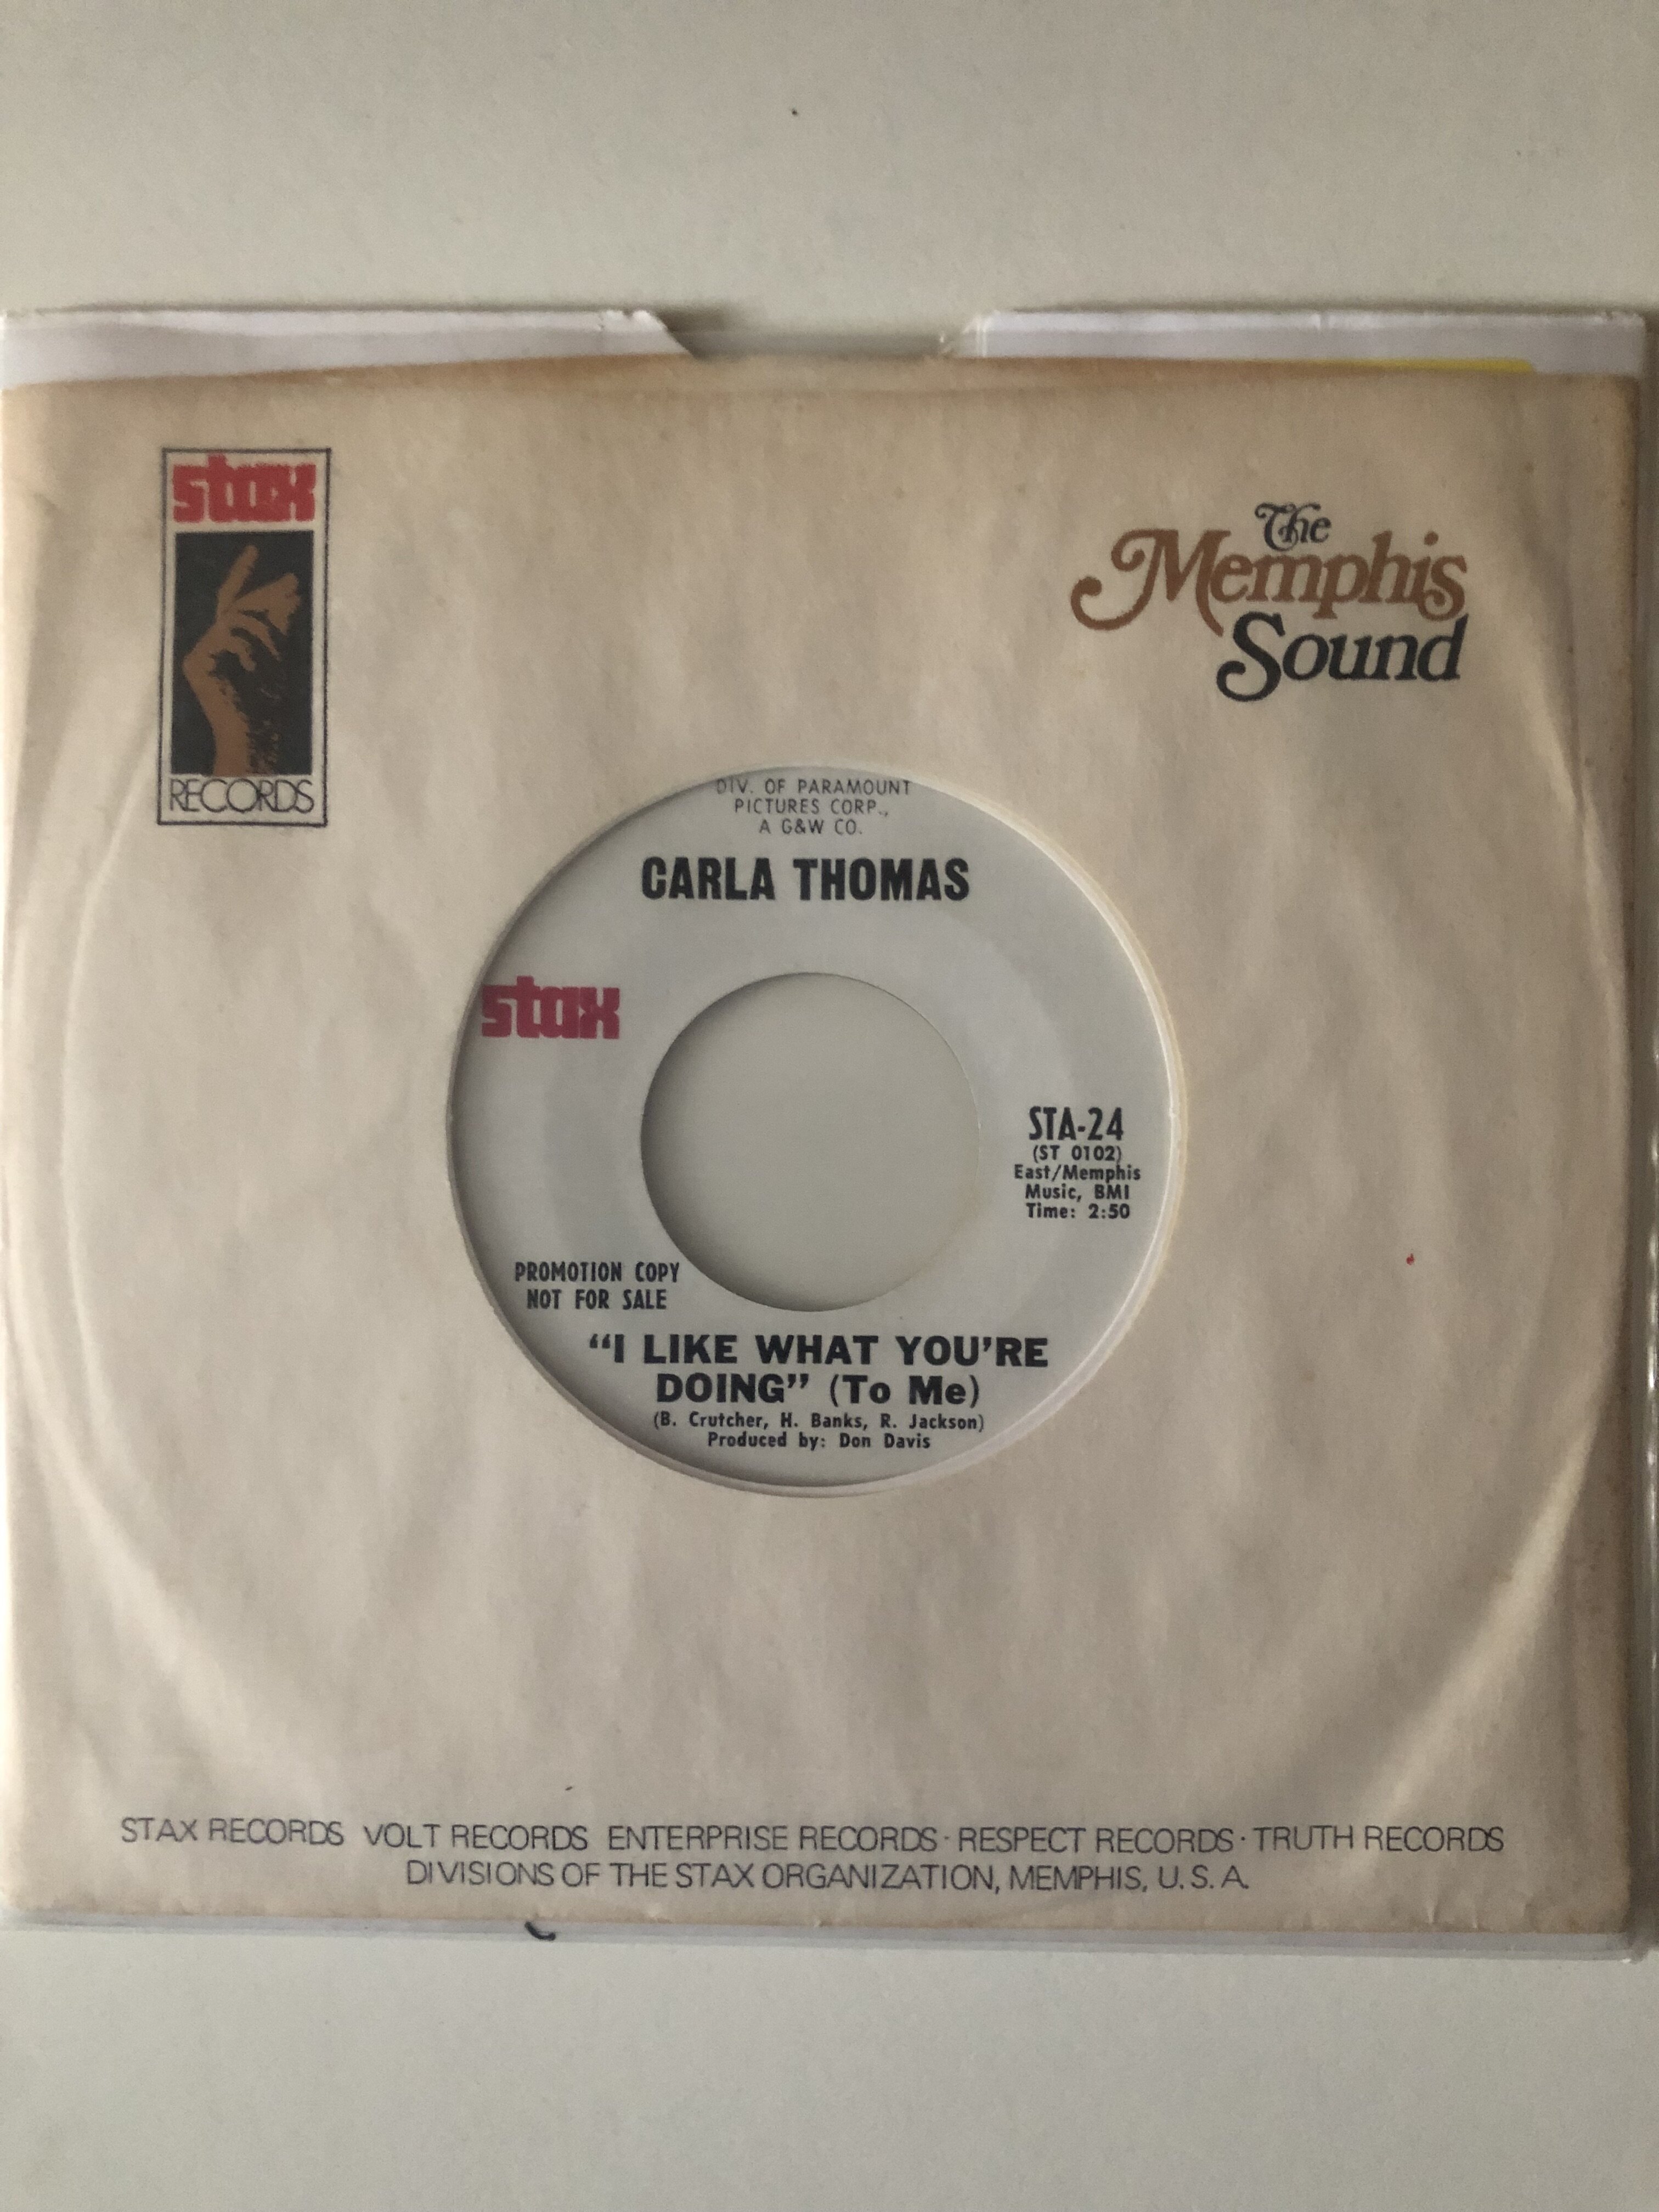 stax
RECORDS
The
Memphis
Sound
DIV. OF PARAMOUNT
PICTURES CORP.,
A G&W CO.
CARLA THOMAS
stax
STA-24
(ST 0102)
East/Memphis
Music, BMI
Time: 2:50
PROMOTION COPY
NOT FOR SALE
“I LIKE WHAT YOU’RE
DOING” (To Me)
(B. Crutcher, H. Banks, R. Jackson)
Produced by: Don Davis
STAX RECORDS VOLT RECORDS ENTERPRISE RECORDS · RESPECT RECORDS · TRUTH RECORDS
DIVISIONS OF THE STAX ORGANIZATION, MEMPHIS, U.S.A.